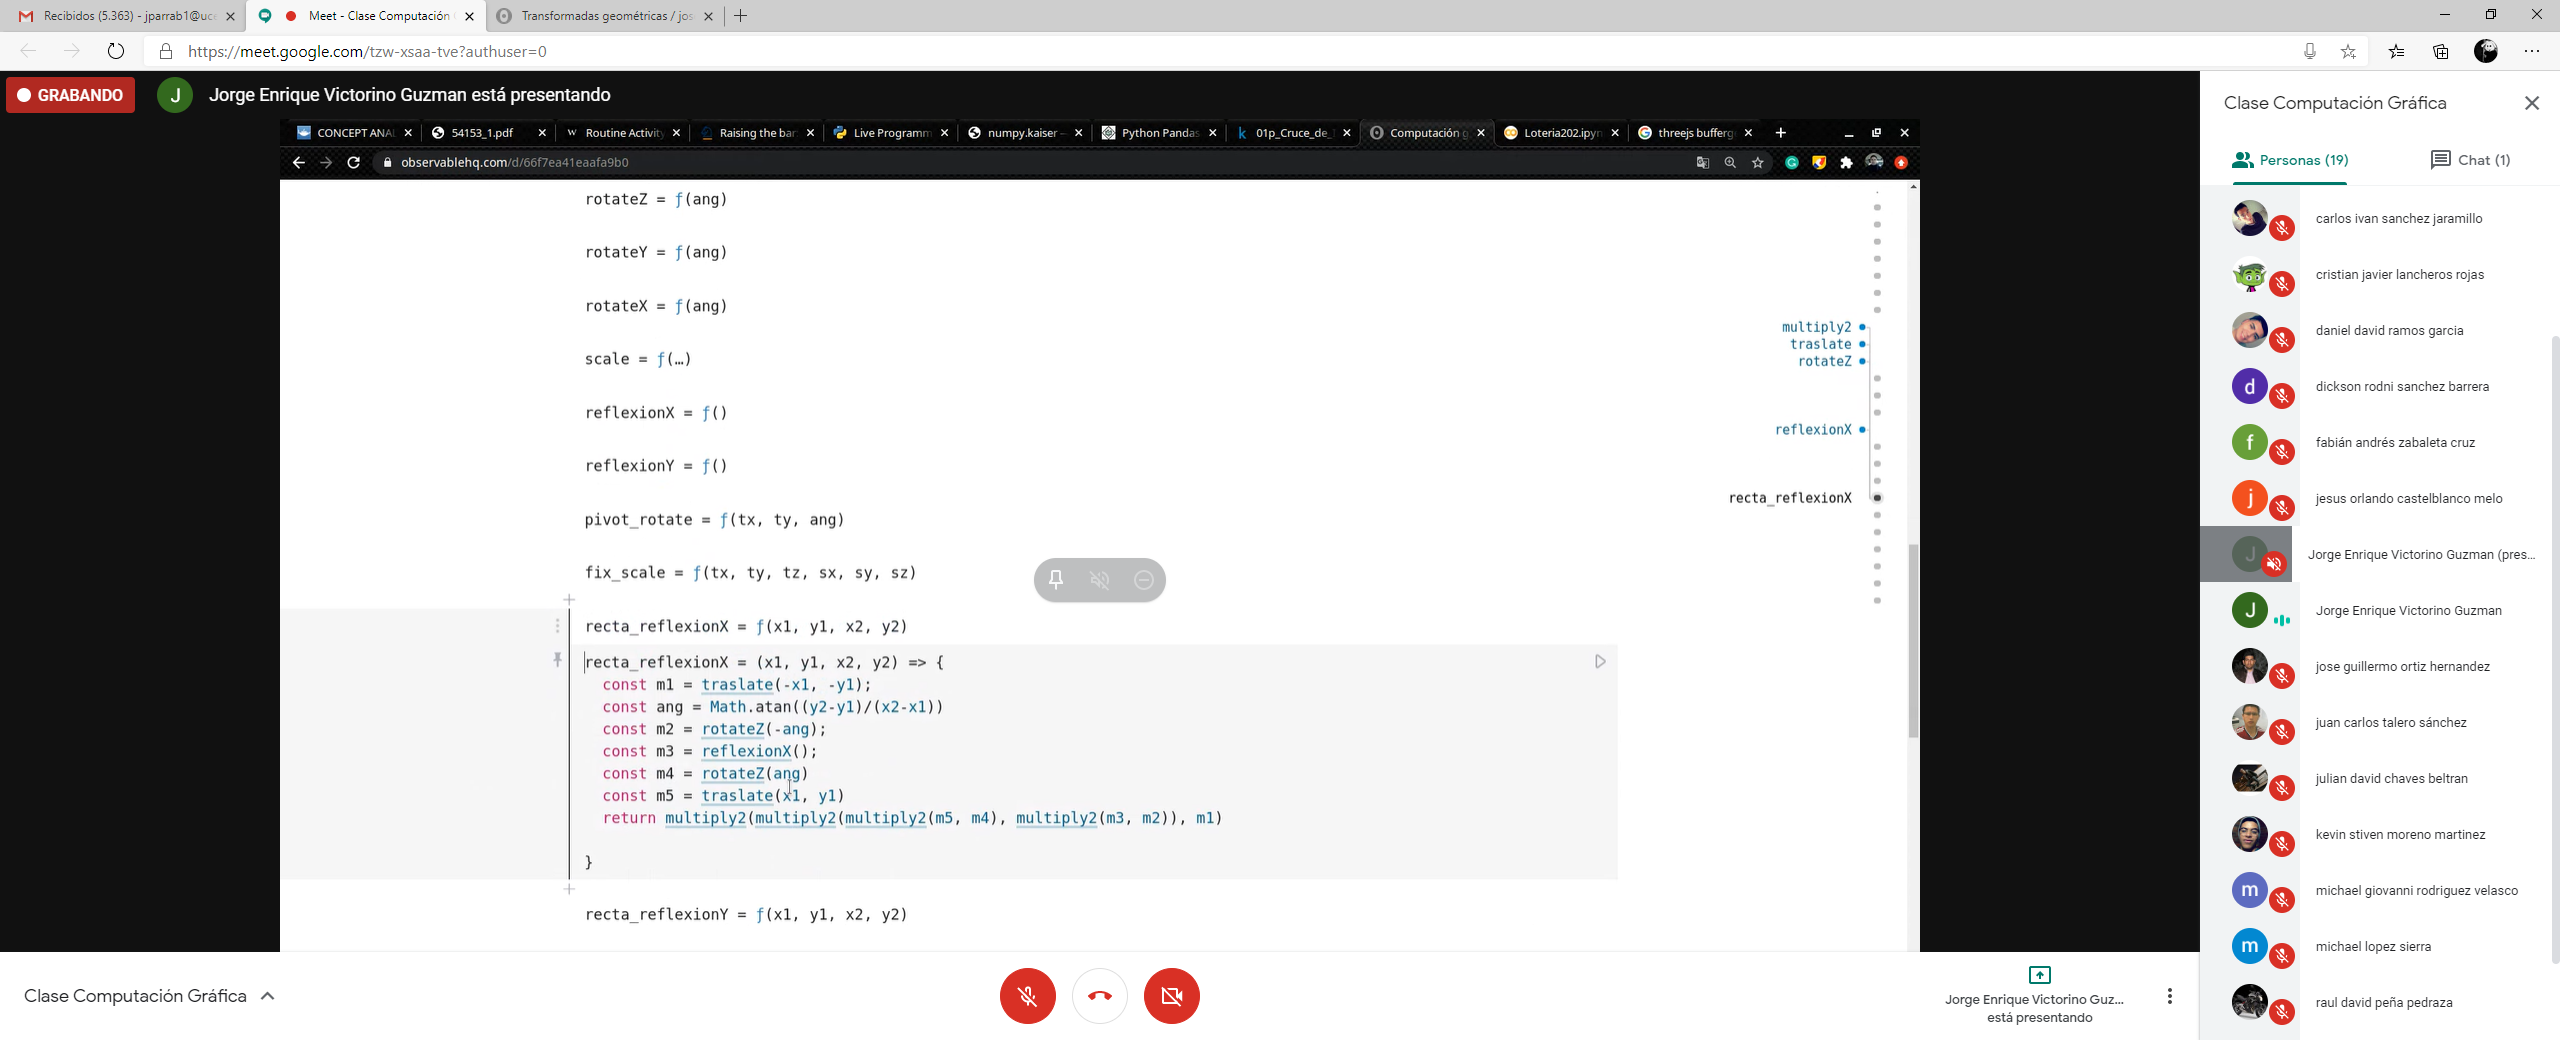 Recibidos (5.363) - jparrab1@uce
Meet - Clase Computación
Transformadas geométricas / jos
https://meet.google.com/tzw-xsaa-tve?authuser=0
GRABANDO
J
Jorge Enrique Victorino Guzman está presentando
CONCEPT ANAL
54153_1.pdf
Routine Activity
Raising the bar
Live Programm
numpy.kaiser —
Python Pandas
01p_Cruce_de_
Computación g
Loteria202.ipyn
threejs bufferg
observablehq.com/d/66f7ea41eaafa9b0
rotateZ = ƒ(ang)
rotateY = ƒ(ang)
rotateX = ƒ(ang)
scale = ƒ(…)
reflexionX = ƒ()
reflexionY = ƒ()
pivot_rotate = ƒ(tx, ty, ang)
fix_scale = ƒ(tx, ty, tz, sx, sy, sz)
recta_reflexionX = ƒ(x1, y1, x2, y2)
recta_reflexionX = (x1, y1, x2, y2) => {
const m1 = traslate(-x1, -y1);
const ang = Math.atan((y2-y1)/(x2-x1))
const m2 = rotateZ(-ang);
const m3 = reflexionX();
const m4 = rotateZ(ang)
const m5 = traslate(x1, y1)
return multiply2(multiply2(multiply2(m5, m4), multiply2(m3, m2)), m1)
}
recta_reflexionY = ƒ(x1, y1, x2, y2)
multiply2
traslate
rotateZ
reflexionX
recta_reflexionX
Clase Computación Gráfica
Personas (19)
Chat (1)
carlos ivan sanchez jaramillo
cristian javier lancheros rojas
daniel david ramos garcia
d
dickson rodni sanchez barrera
f
fabián andrés zabaleta cruz
j
jesus orlando castelblanco melo
J
Jorge Enrique Victorino Guzman (pres...
J
Jorge Enrique Victorino Guzman
jose guillermo ortiz hernandez
juan carlos talero sánchez
julian david chaves beltran
kevin stiven moreno martinez
m
michael giovanni rodriguez velasco
m
michael lopez sierra
raul david peña pedraza
Clase Computación Gráfica
Jorge Enrique Victorino Guz...
está presentando